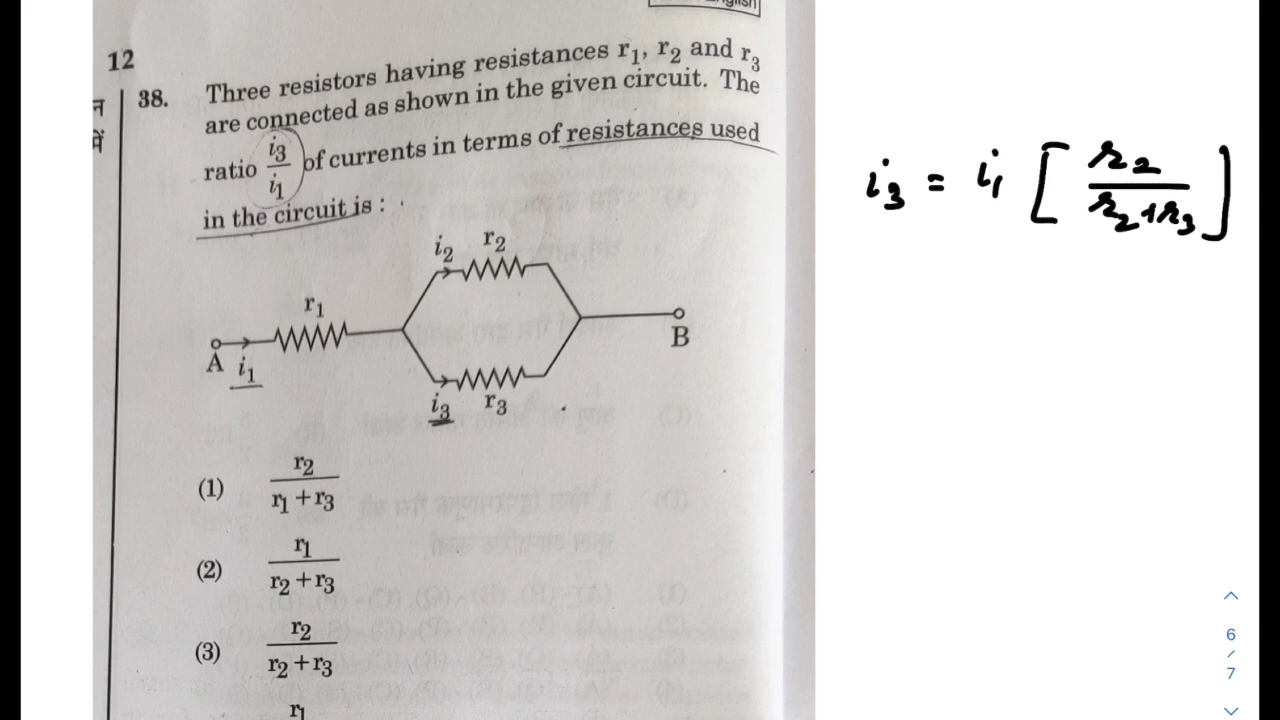 12
न
में
38. Three resistors having resistances r₁, r₂ and r₃
are connected as shown in the given circuit. The
ratio i₃/i₁ of currents in terms of resistances used
in the circuit is :
i₂ r₂
r₁
A i₁
B
i₃ r₃
(1) r₂/(r₁+r₃)
(2) r₁/(r₂+r₃)
(3) r₂/(r₂+r₃)
r₁
i₃ = i₁ [ r₂/(r₂+r₃) ]
6
/
7